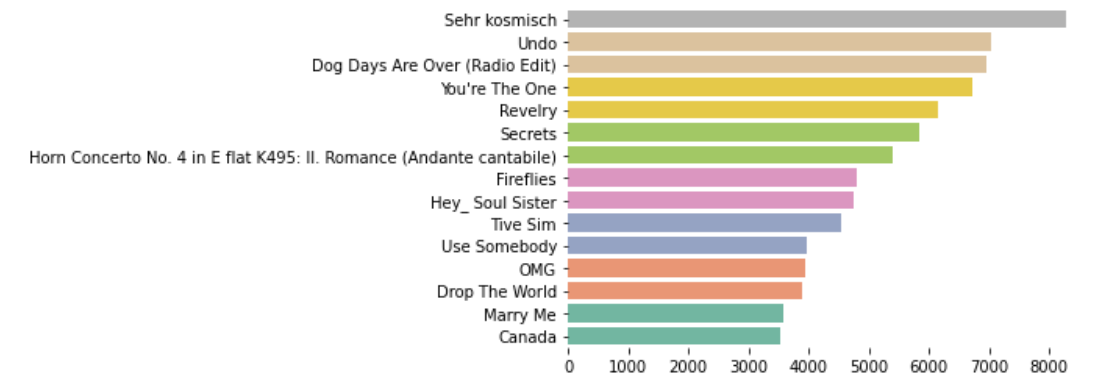 Sehr kosmisch
Undo
Dog Days Are Over (Radio Edit)
You're The One
Revelry
Secrets
Horn Concerto No. 4 in E flat K495: II. Romance (Andante cantabile)
Fireflies
Hey_ Soul Sister
Tive Sim
Use Somebody
OMG
Drop The World
Marry Me
Canada
0 1000 2000 3000 4000 5000 6000 7000 8000